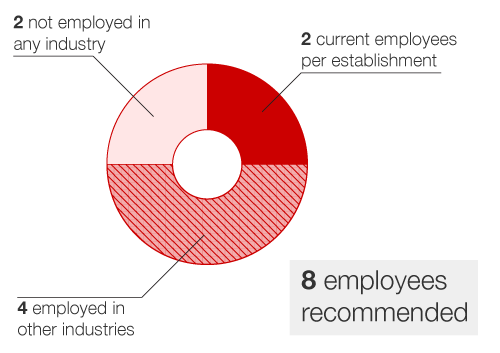 2 not employed in
any industry
2 current employees
per establishment
4 employed in
other industries
8 employees
recommended